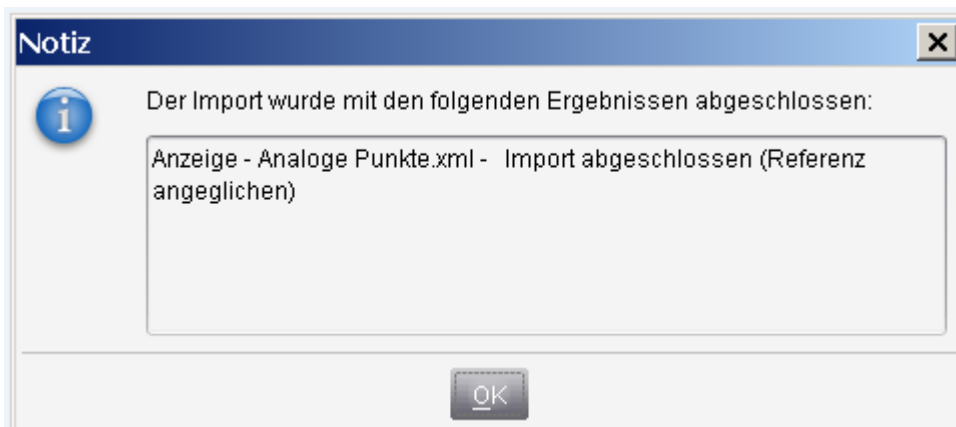 Notiz
Der Import wurde mit den folgenden Ergebnissen abgeschlossen:
Anzeige - Analoge Punkte.xml - Import abgeschlossen (Referenz
angeglichen)
OK